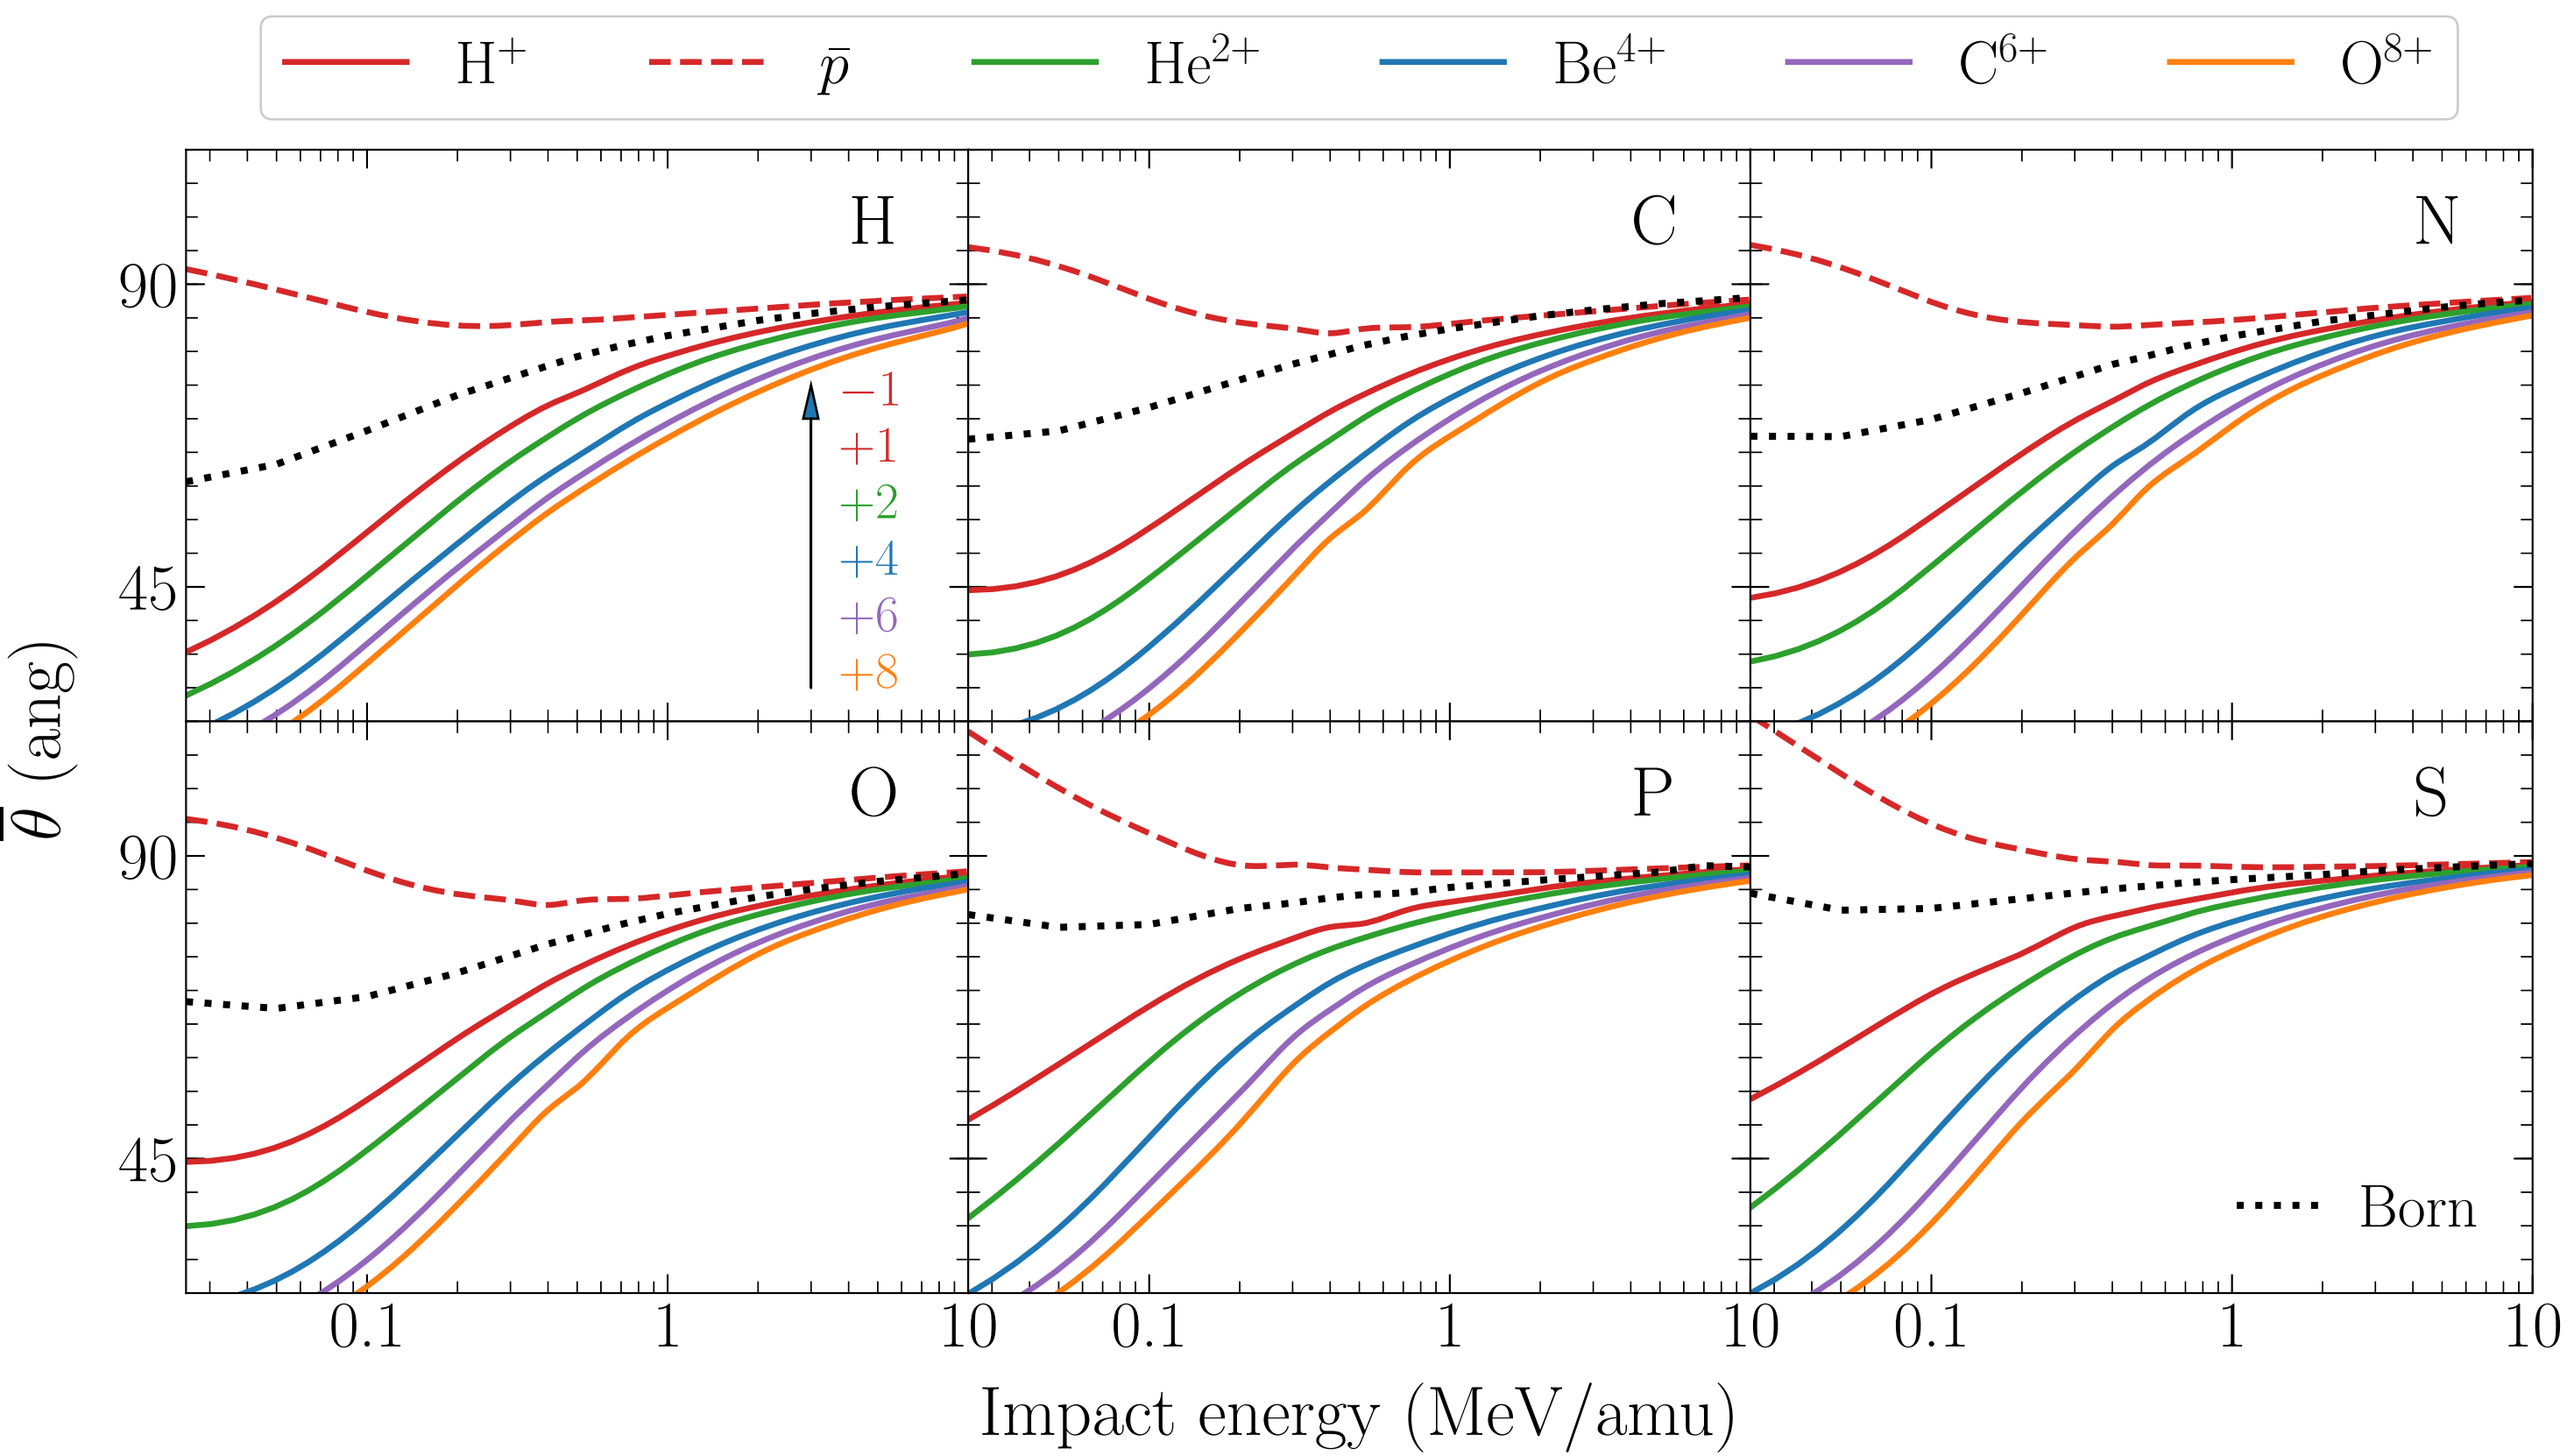 H⁺ p̄ He²⁺ Be⁴⁺ C⁶⁺ O⁸⁺
H C N
90
−1
+1
+2
+4
45
+6
+8
O P S
90
45
Born
0.1 1 10 0.1 1 10 0.1 1 10
θ̄ (ang)
Impact energy (MeV/amu)